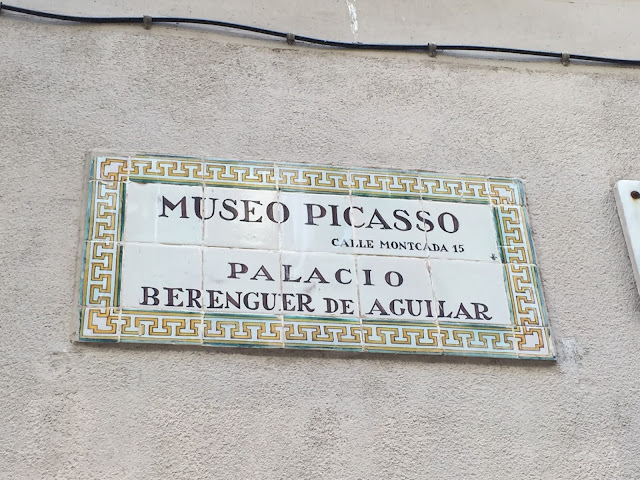 MUSEO PICASSO
CALLE MONTCADA 15
PALACIO
BERENGUER DE AGUILAR